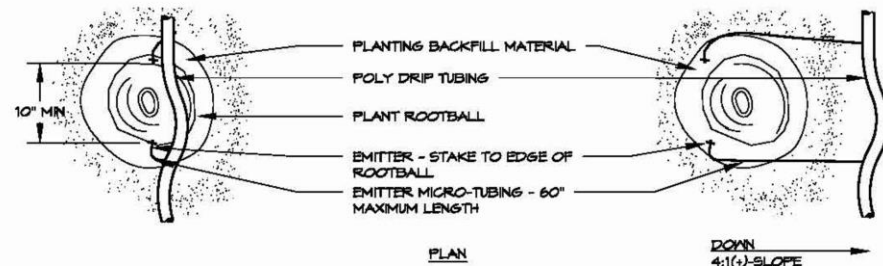 PLANTING BACKFILL MATERIAL
POLY DRIP TUBING
10" MIN
PLANT ROOTBALL
EMITTER - STAKE TO EDGE OF
ROOTBALL
EMITTER MICRO-TUBING - 60"
MAXIMUM LENGTH
PLAN
DOWN
4:1(+)-SLOPE